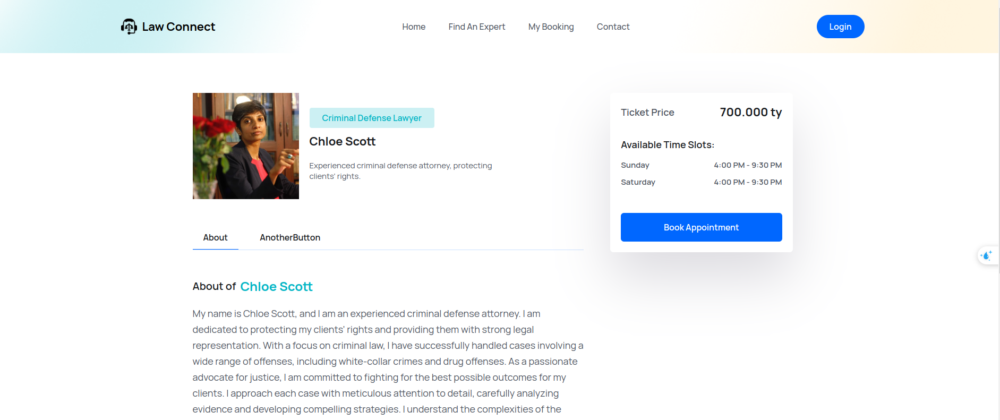 Law Connect
Home
Find An Expert
My Booking
Contact
Login
Criminal Defense Lawyer
Chloe Scott
Experienced criminal defense attorney, protecting
clients' rights.
Ticket Price
700.000 ty
Available Time Slots:
Sunday 4:00 PM - 9:30 PM
Saturday 4:00 PM - 9:30 PM
Book Appointment
About
AnotherButton
About of Chloe Scott
My name is Chloe Scott, and I am an experienced criminal defense attorney. I am
dedicated to protecting my clients' rights and providing them with strong legal
representation. With a focus on criminal law, I have successfully handled cases involving a
wide range of offenses, including white-collar crimes and drug offenses. As a passionate
advocate for justice, I am committed to fighting for the best possible outcomes for my
clients. I approach each case with meticulous attention to detail, carefully analyzing
evidence and developing compelling strategies. I understand the complexities of the